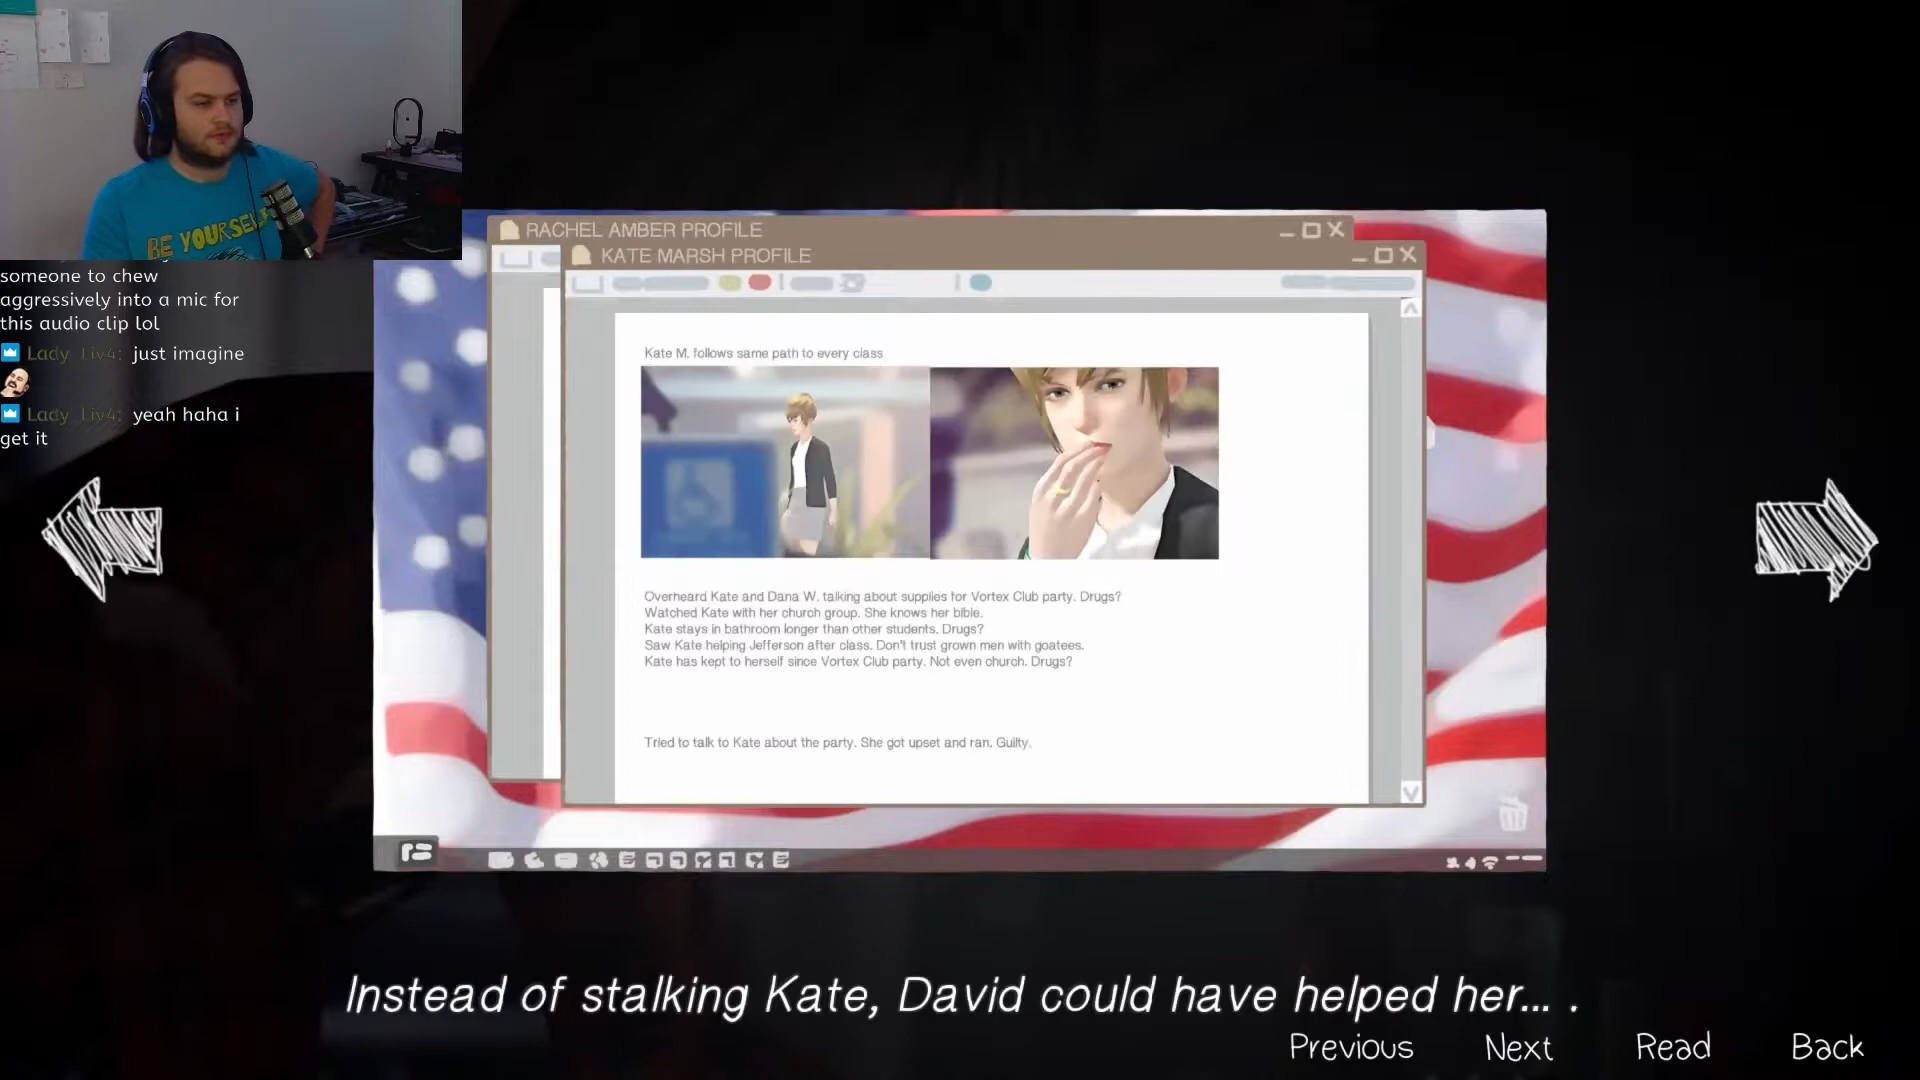 BE YOURSELF
someone to chew
aggressively into a mic for
this audio clip lol
Lady_Liv4: just imagine
Lady_Liv4: yeah haha i
get it
RACHEL AMBER PROFILE
KATE MARSH PROFILE
Kate M. follows same path to every class
Overheard Kate and Dana W. talking about supplies for Vortex Club party. Drugs?
Watched Kate with her church group. She knows her bible.
Kate stays in bathroom longer than other students. Drugs?
Saw Kate helping Jefferson after class. Don't trust grown men with goatees.
Kate has kept to herself since Vortex Club party. Not even church. Drugs?
Tried to talk to Kate about the party. She got upset and ran. Guilty.
Instead of stalking Kate, David could have helped her... .
Previous Next Read Back